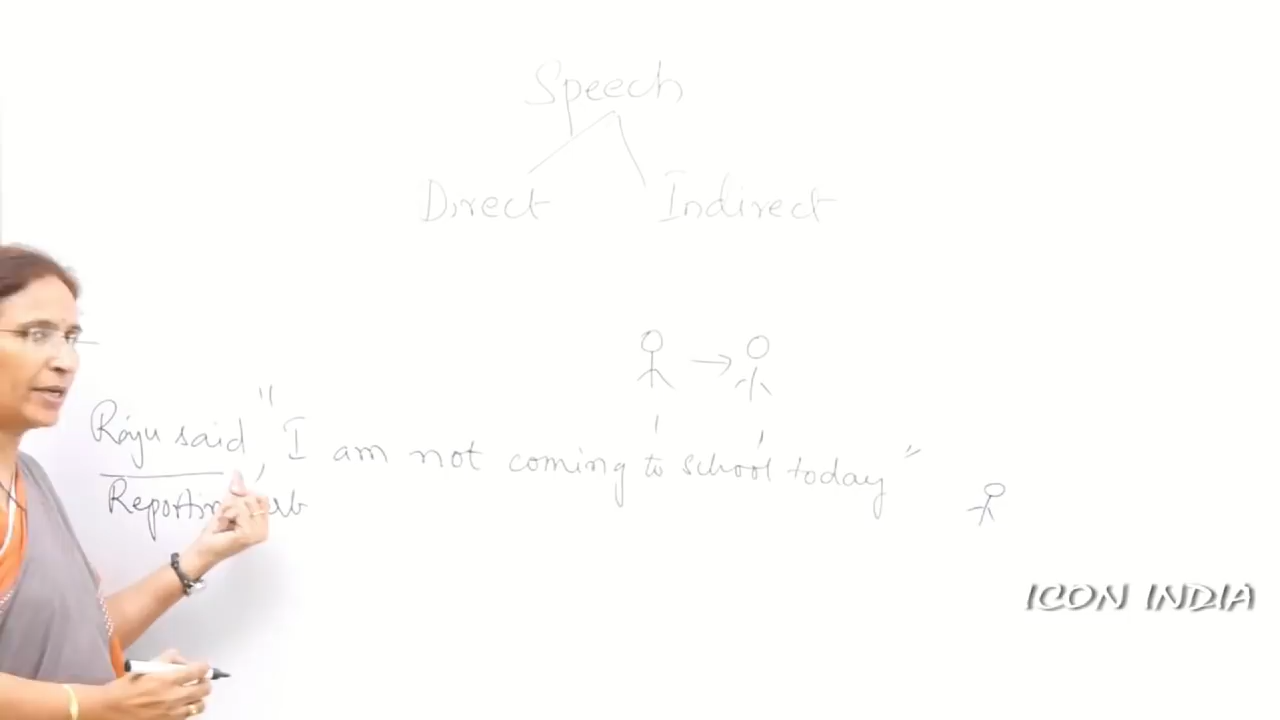 Speech
Direct Indirect
Raju said, " I am not coming to school today "
Reporting
ICON INDIA